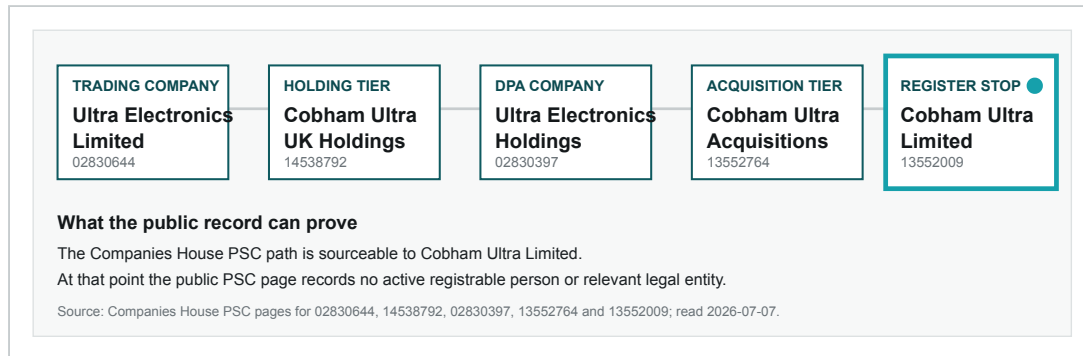 TRADING COMPANY
Ultra Electronics
Limited
02830644
HOLDING TIER
Cobham Ultra
UK Holdings
14538792
DPA COMPANY
Ultra Electronics
Holdings
02830397
ACQUISITION TIER
Cobham Ultra
Acquisitions
13552764
REGISTER STOP
Cobham Ultra
Limited
13552009
What the public record can prove
The Companies House PSC path is sourceable to Cobham Ultra Limited.
At that point the public PSC page records no active registrable person or relevant legal entity.
Source: Companies House PSC pages for 02830644, 14538792, 02830397, 13552764 and 13552009; read 2026-07-07.